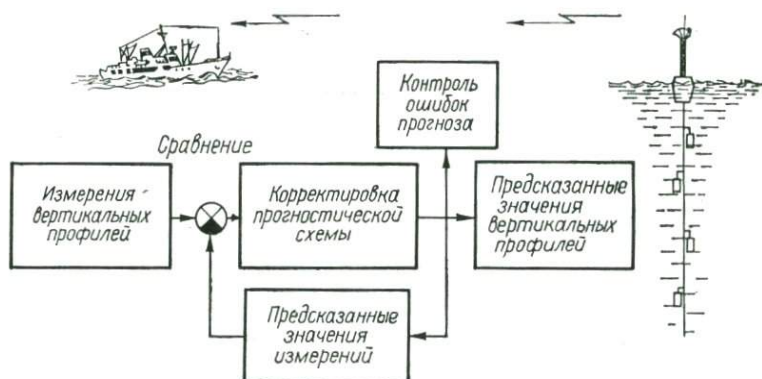 Контроль
ошибок
прогноза
Сравнение
Измерения
вертикальных
профилей
Корректировка
прогностической
схемы
Предсказанные
значения
вертикальных
профилей
Предсказанные
значения
измерений